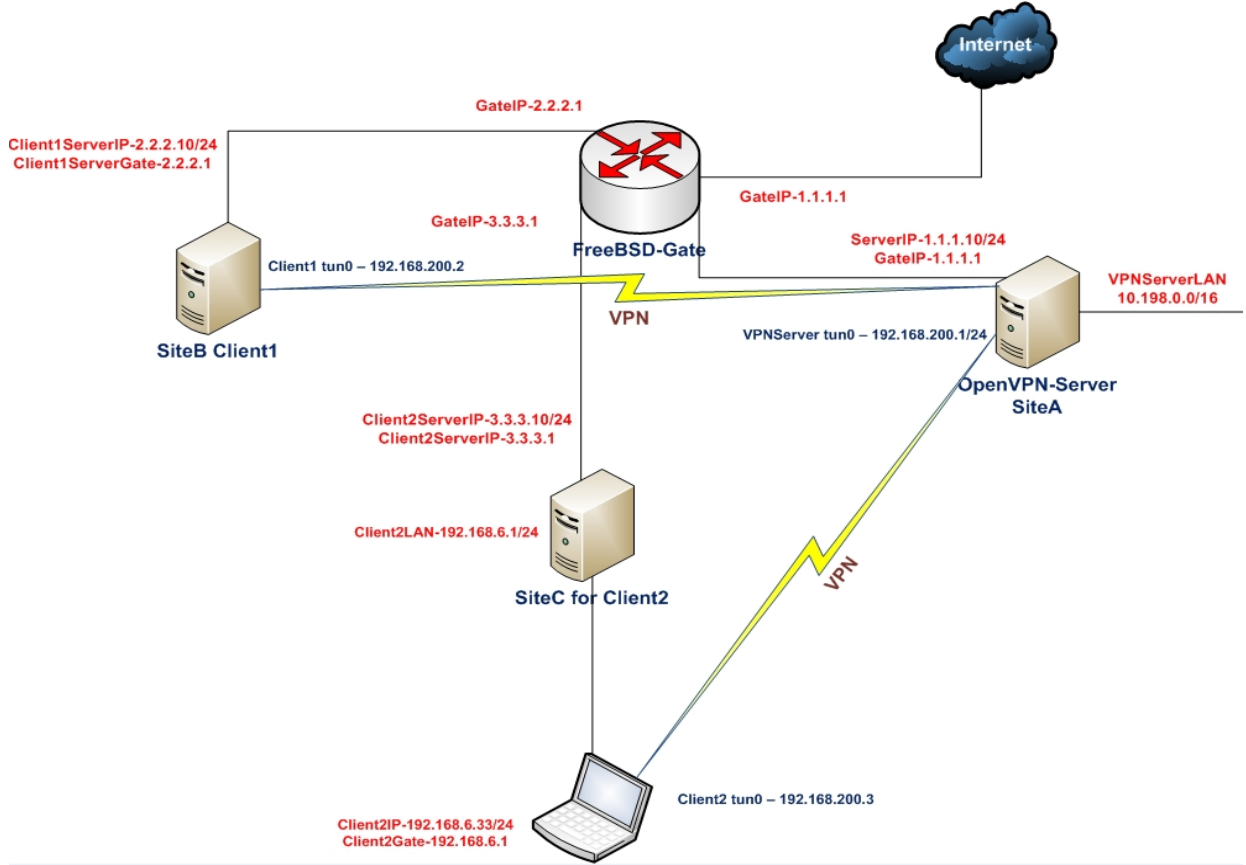 Internet
GateIP-2.2.2.1
Client1ServerIP-2.2.2.10/24
Client1ServerGate-2.2.2.1
GateIP-1.1.1.1
GateIP-3.3.3.1
FreeBSD-Gate
ServerIP-1.1.1.10/24
GateIP-1.1.1.1
Client1 tun0 – 192.168.200.2
VPNServerLAN
10.198.0.0/16
VPN
VPNServer tun0 – 192.168.200.1/24
SiteB Client1
OpenVPN-Server
SiteA
Client2ServerIP-3.3.3.10/24
Client2ServerIP-3.3.3.1
Client2LAN-192.168.6.1/24
VPN
SiteC for Client2
Client2 tun0 – 192.168.200.3
Client2IP-192.168.6.33/24
Client2Gate-192.168.6.1